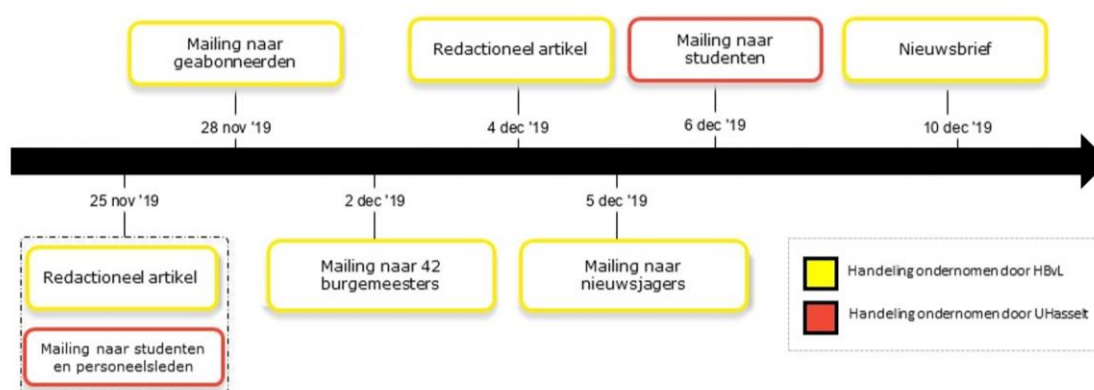 Mailing naar
geabonneerden
Redactioneel artikel
Mailing naar
studenten
Nieuwsbrief
28 nov '19
4 dec '19
6 dec '19
10 dec '19
25 nov '19
2 dec '19
5 dec '19
Redactioneel artikel
Mailing naar studenten
en personeelsleden
Mailing naar 42
burgemeesters
Mailing naar
nieuwsjagers
Handeling ondernomen door HBvL
Handeling ondernomen door UHasselt